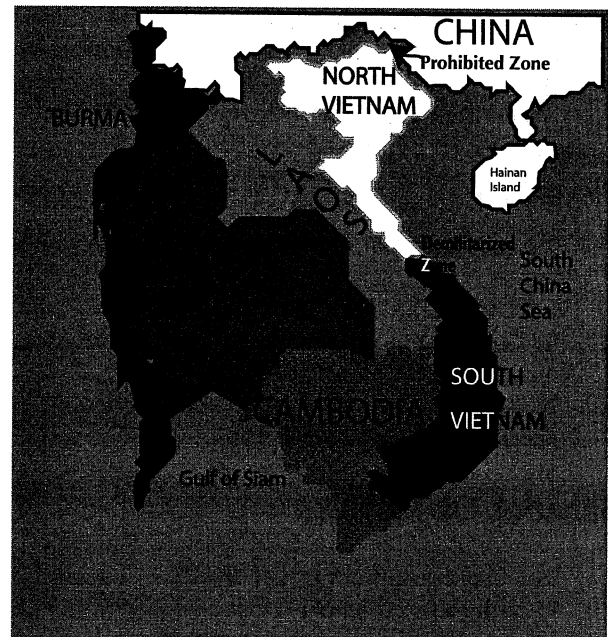 CHINA
Prohibited Zone
NORTH
VIETNAM
BURMA
Hainan
Island
LAOS
Demilitarized
Zone
South
China
Sea
SOUTH
VIETNAM
CAMBODIA
Gulf of Siam